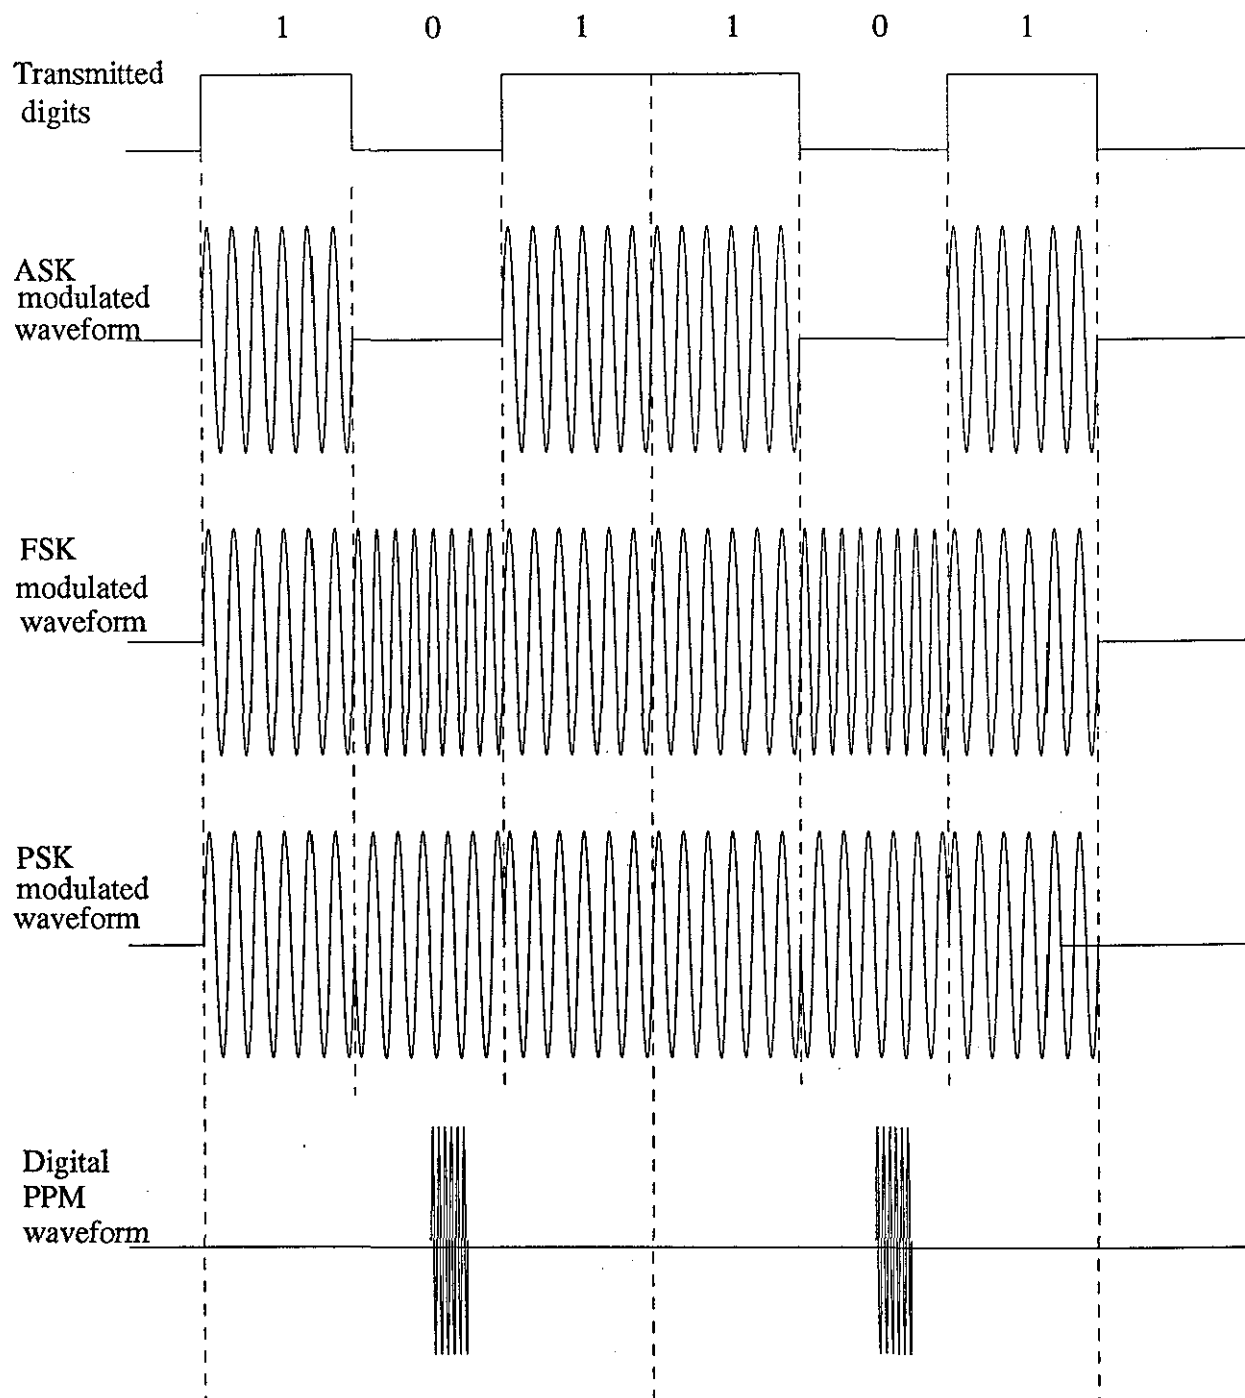 1 0 1 1 0 1
Transmitted
digits
ASK
modulated
waveform
FSK
modulated
waveform
PSK
modulated
waveform
Digital
PPM
waveform